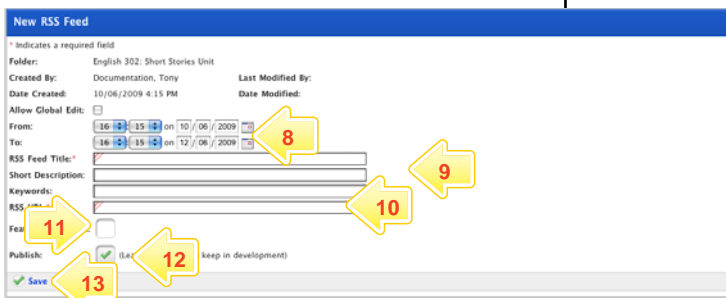 New RSS Feed
* Indicates a required field
Folder: English 302: Short Stories Unit
Created By: Documentation, Tony Last Modified By:
Date Created: 10/06/2009 4:15 PM Date Modified:
Allow Global Edit:
From: 16 : 15 on 10 / 06 / 2009
8
To: 16 : 15 on 12 / 06 / 2009
RSS Feed Title:*
9
Short Description:
Keywords:
RSS
10
11
Publish: keep in development)
12
Save
13